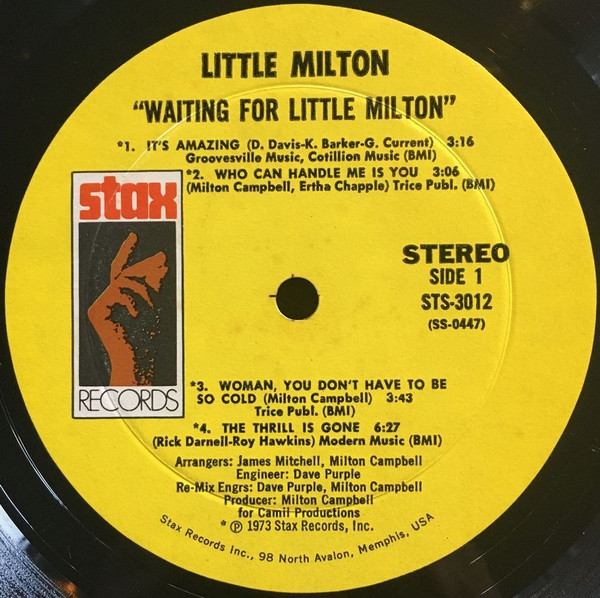 LITTLE MILTON
"WAITING FOR LITTLE MILTON"
*1. IT'S AMAZING (D. Davis-K. Barker-G. Current) 3:16
Groovesville Music, Cotillion Music (BMI)
*2. WHO CAN HANDLE ME IS YOU 3:06
(Milton Campbell, Ertha Chapple) Trice Publ. (BMI)
stax
RECORDS
STEREO
SIDE 1
STS-3012
(SS-0447)
*3. WOMAN, YOU DON'T HAVE TO BE
SO COLD (Milton Campbell) 3:43
Trice Publ. (BMI)
*4. THE THRILL IS GONE 6:27
(Rick Darnell-Roy Hawkins) Modern Music (BMI)
Arrangers: James Mitchell, Milton Campbell
Engineer: Dave Purple
Re-Mix Engrs: Dave Purple, Milton Campbell
Producer: Milton Campbell
for Camil Productions
* ℗ 1973 Stax Records, Inc.
Stax Records Inc., 98 North Avalon, Memphis, USA